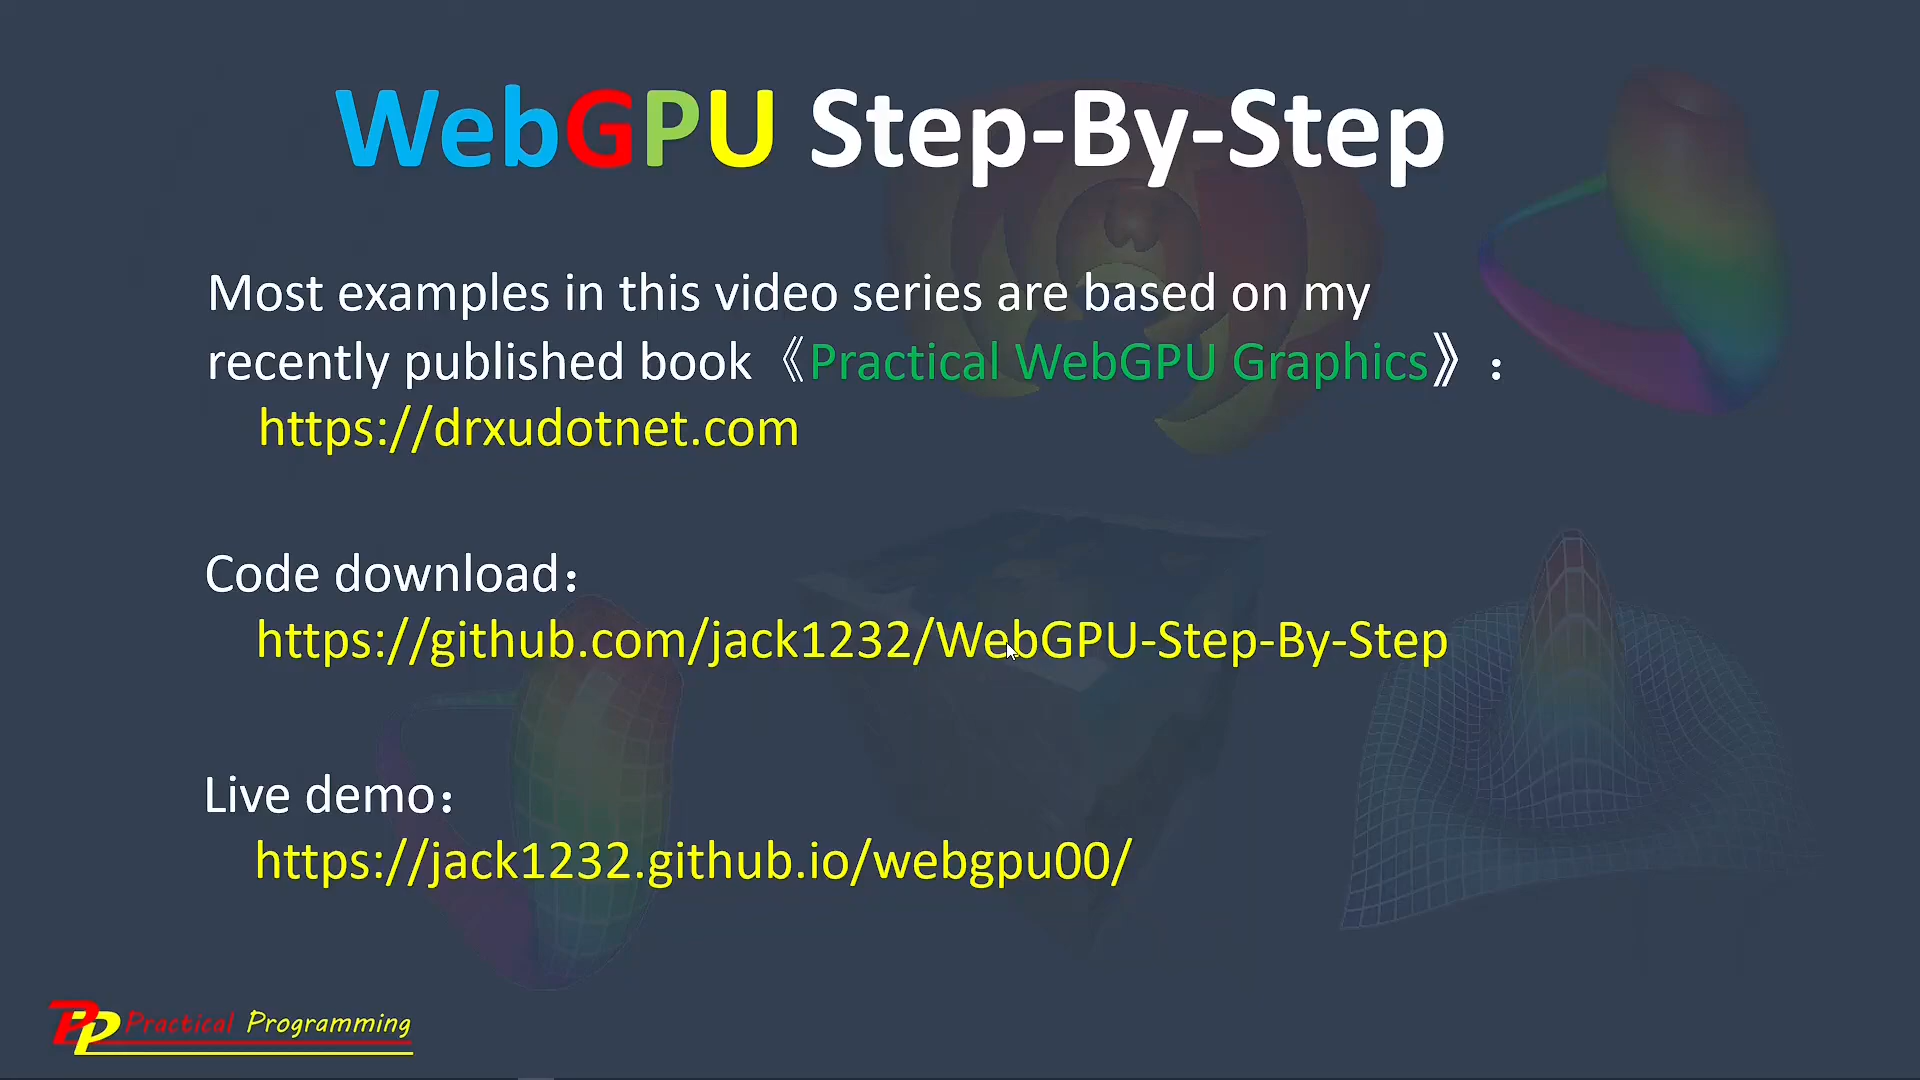 WebGPU Step-By-Step
Most examples in this video series are based on my
recently published book 《Practical WebGPU Graphics》：
https://drxudotnet.com
Code download：
https://github.com/jack1232/WebGPU-Step-By-Step
Live demo：
https://jack1232.github.io/webgpu00/
PP Practical Programming